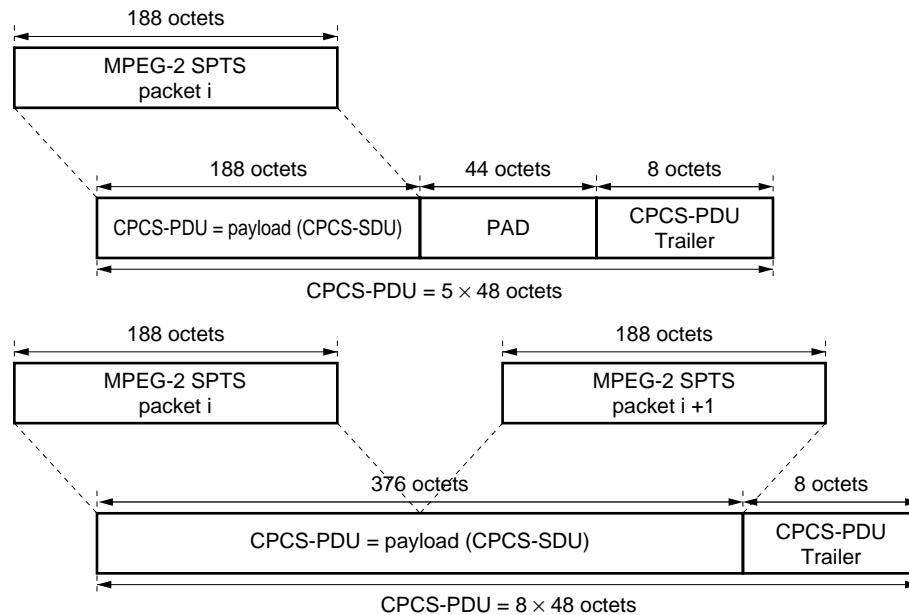 188 octets
MPEG-2 SPTS
packet i
188 octets
44 octets
8 octets
CPCS-PDU = payload (CPCS-SDU)
PAD
CPCS-PDU
Trailer
CPCS-PDU = 5 × 48 octets
188 octets
188 octets
MPEG-2 SPTS
packet i
MPEG-2 SPTS
packet i +1
376 octets
8 octets
CPCS-PDU = payload (CPCS-SDU)
CPCS-PDU
Trailer
CPCS-PDU = 8 × 48 octets